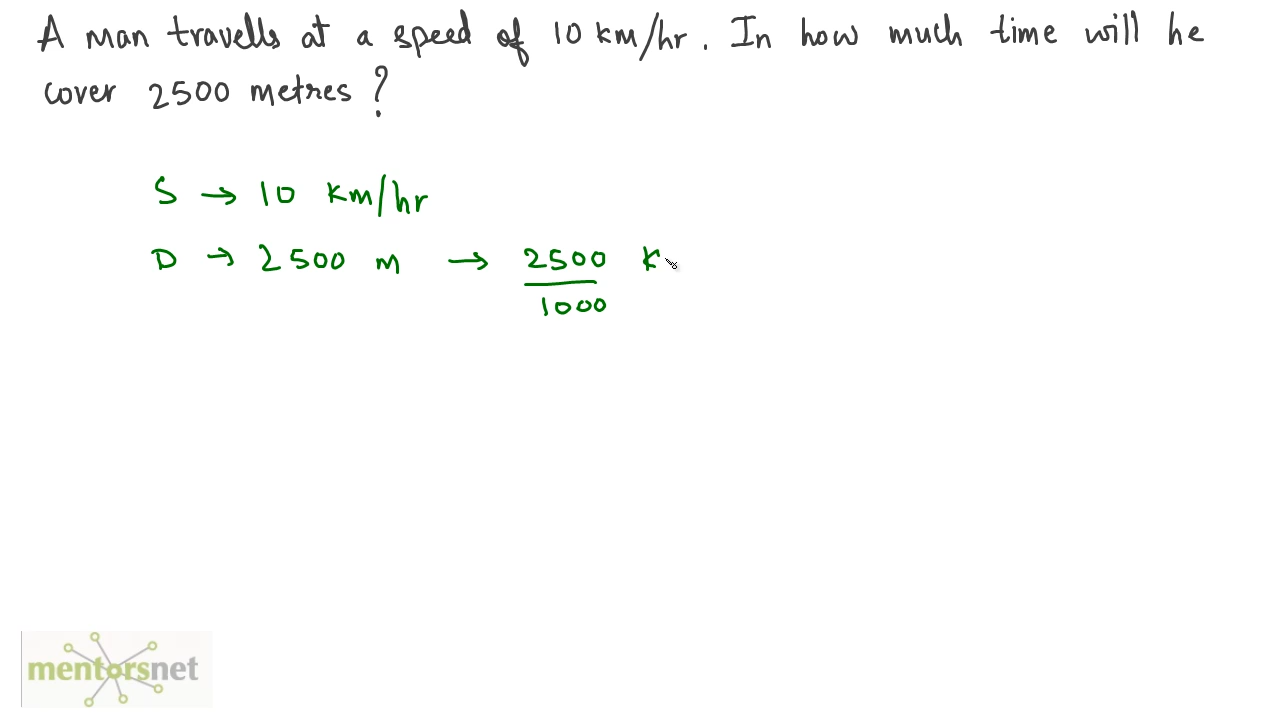 A man travells at a speed of 10 km/hr. In how much time will he
cover 2500 metres?
S → 10 km/hr
D → 2500 m → 2500 K
1000
mentorsnet